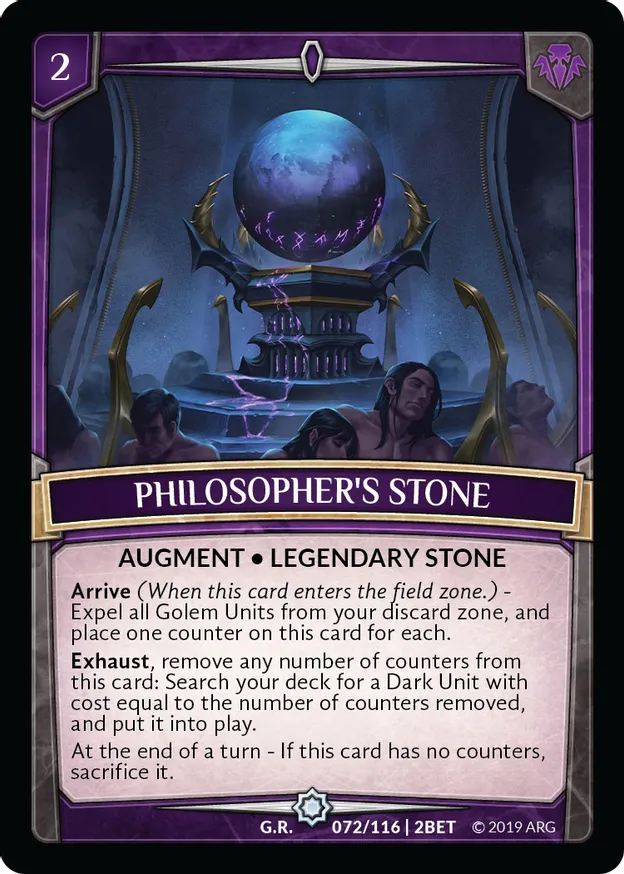 2
PHILOSOPHER'S STONE
AUGMENT • LEGENDARY STONE
Arrive (When this card enters the field zone.) -
Expel all Golem Units from your discard zone, and
place one counter on this card for each.
Exhaust, remove any number of counters from
this card: Search your deck for a Dark Unit with
cost equal to the number of counters removed,
and put it into play.
At the end of a turn - If this card has no counters,
sacrifice it.
G.R. 072/116 | 2BET © 2019 ARG